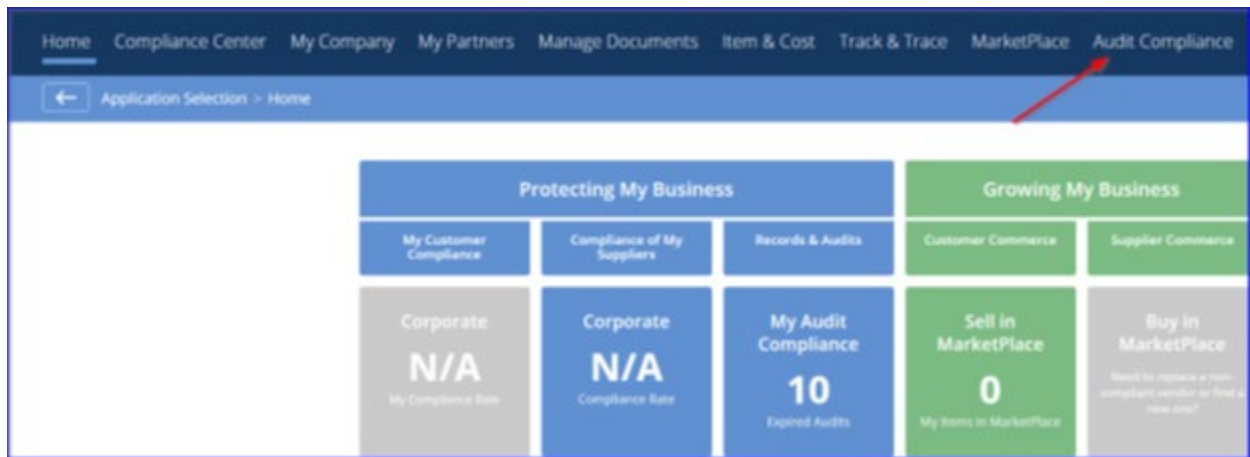 Home Compliance Center My Company My Partners Manage Documents Item & Cost Track & Trace MarketPlace Audit Compliance
← Application Selection > Home
Protecting My Business
Growing My Business
My Customer
Compliance
Compliance of My
Suppliers
Records & Audits
Customer Commerce
Supplier Commerce
Corporate
N/A
My Compliance Rate
Corporate
N/A
Compliance Rate
My Audit
Compliance
10
Expired Audits
Sell in
MarketPlace
0
My Items in MarketPlace
Buy in
MarketPlace
Need to replace a non-
compliant vendor or find a
new one?